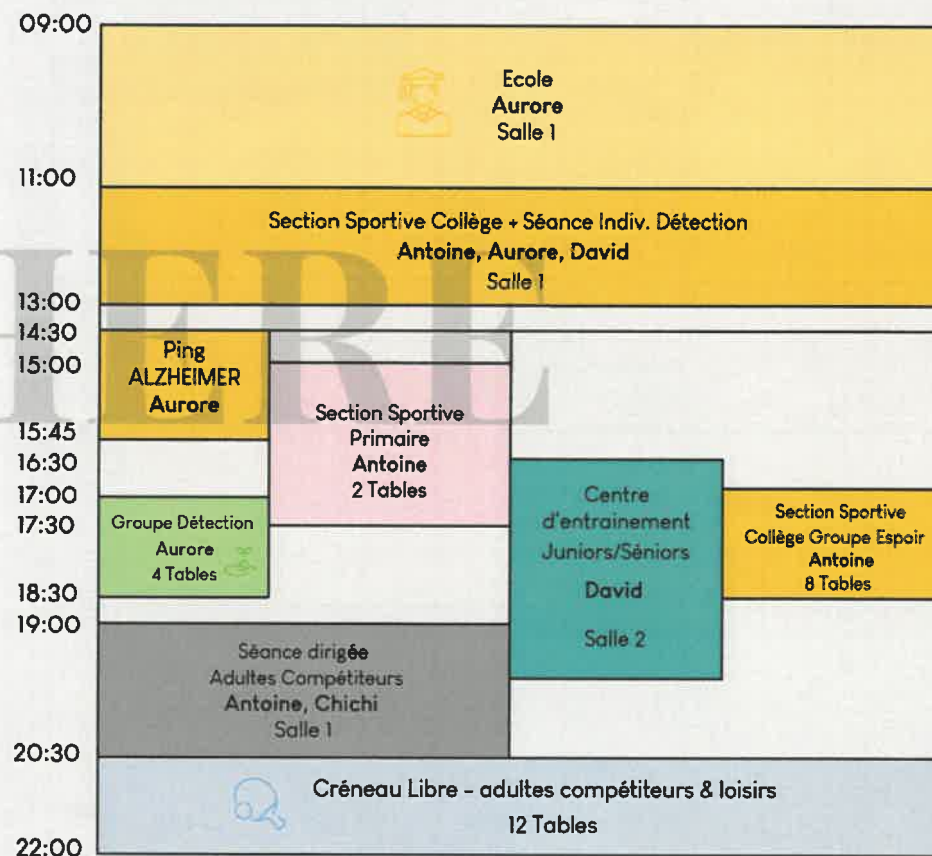 09:00
Ecole
Aurore
Salle 1
11:00
Section Sportive Collège + Séance Indiv. Détection
Antoine, Aurore, David
Salle 1
HERE
13:00
14:30
15:00
15:45
16:30
17:00
17:30
18:30
19:00
20:30
22:00
Ping
ALZHEIMER
Aurore
Section Sportive
Primaire
Antoine
2 Tables
Groupe Détection
Aurore
4 Tables
Centre
d'entrainement
Juniors/Séniors
David
Salle 2
Section Sportive
Collège Groupe Espoir
Antoine
8 Tables
Séance dirigée
Adultes Compétiteurs
Antoine, Chichi
Salle 1
Créneau Libre - adultes compétiteurs & loisirs
12 Tables